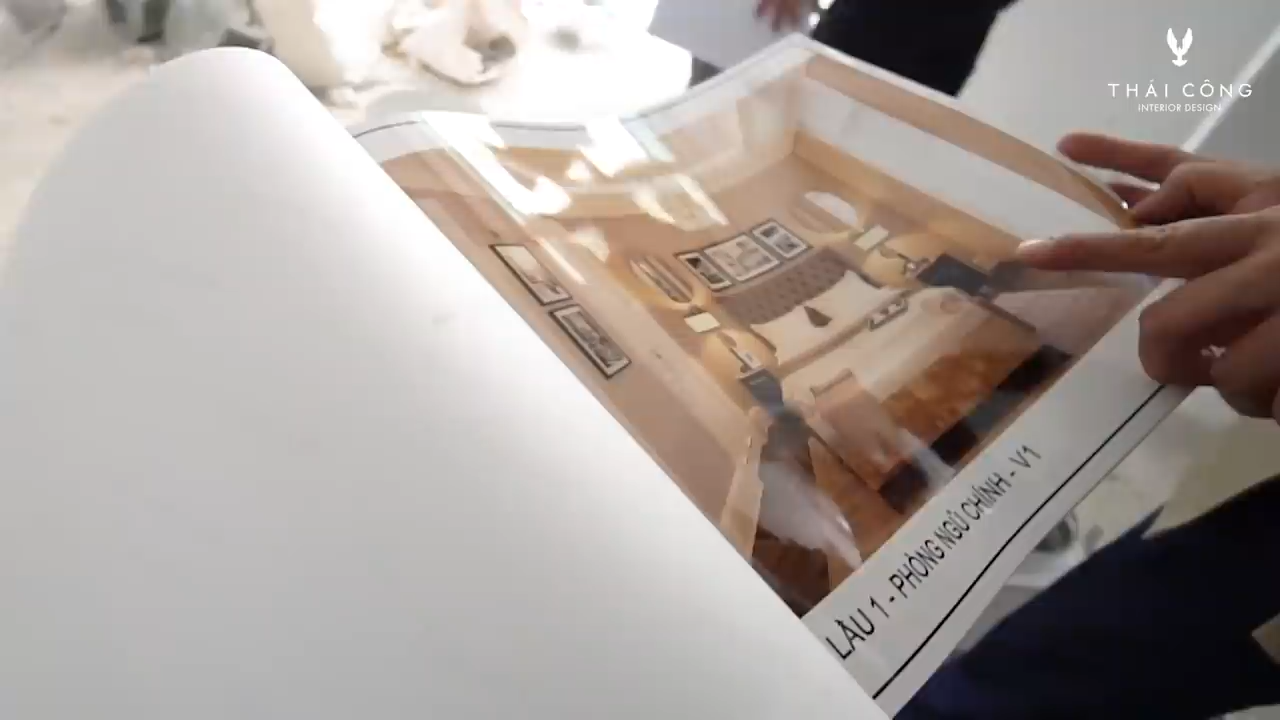 THÁI CÔNG
INTERIOR DESIGN
LẦU 1 - PHÒNG NGỦ CHÍNH - V1